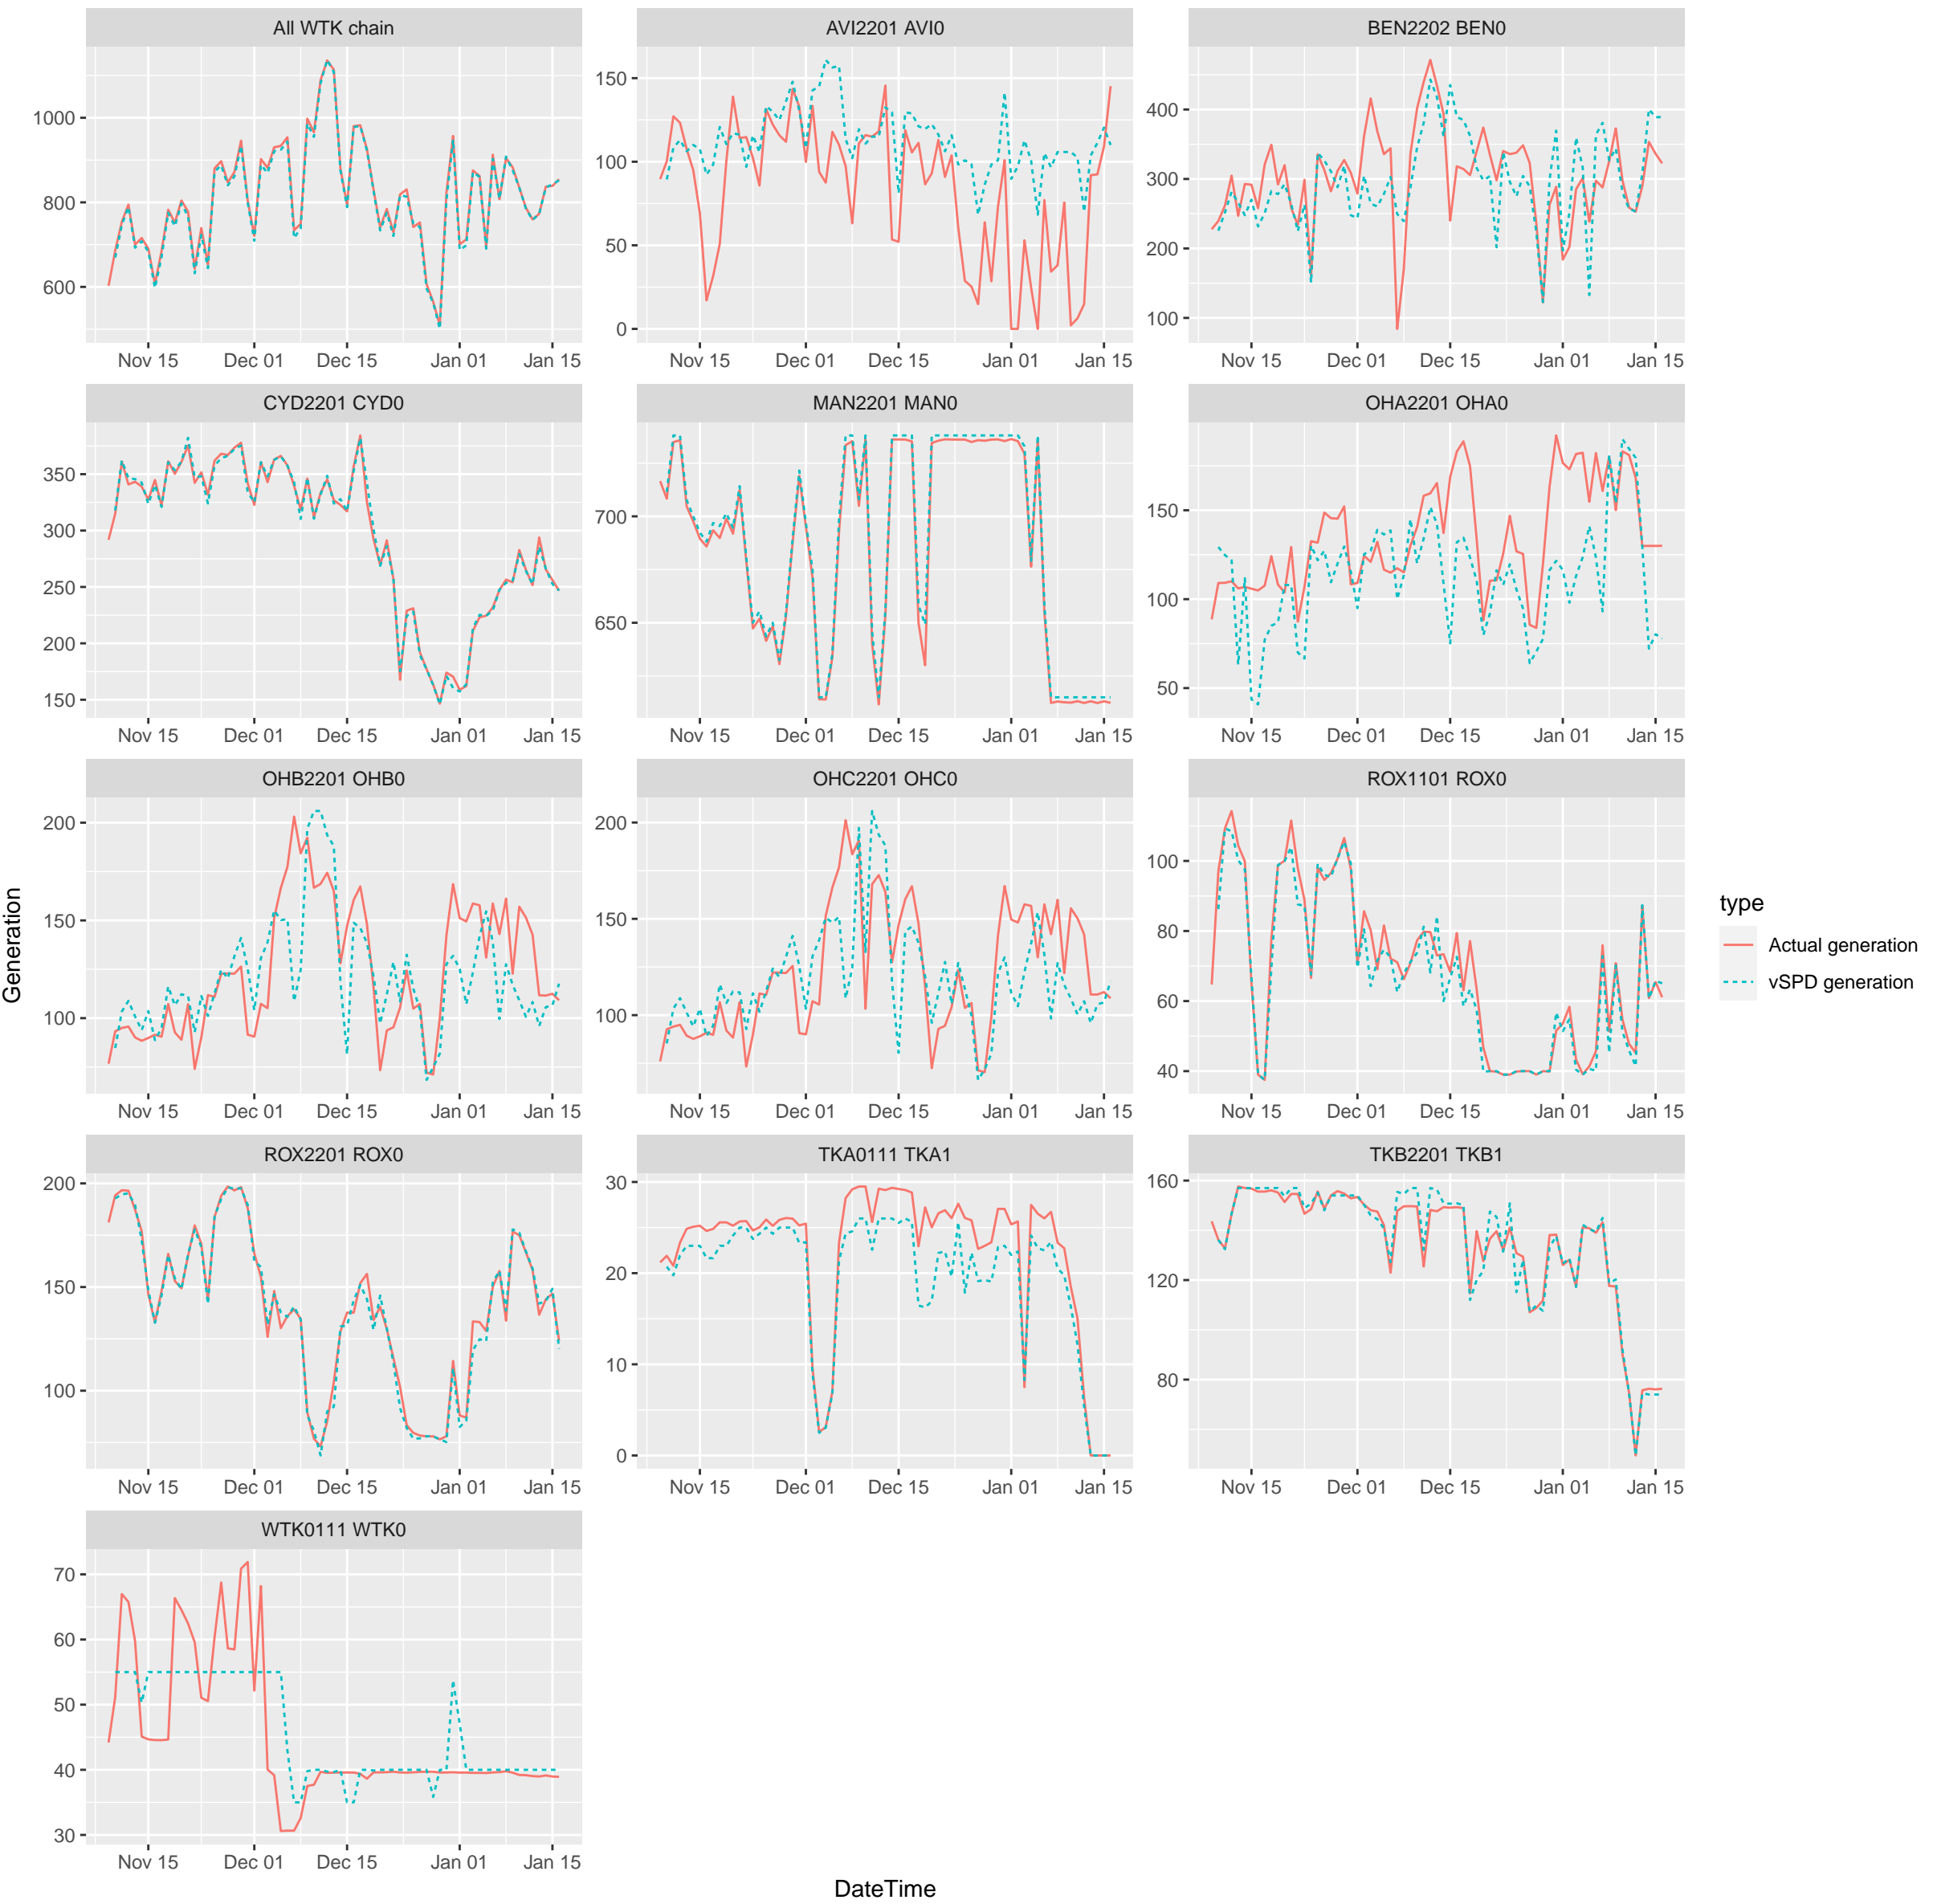 All WTK chain
AVI2201 AVI0
BEN2202 BEN0
1000
800
600
150
100
50
0
400
300
200
100
Nov 15 Dec 01 Dec 15 Jan 01 Jan 15
Nov 15 Dec 01 Dec 15 Jan 01 Jan 15
Nov 15 Dec 01 Dec 15 Jan 01 Jan 15
CYD2201 CYD0
MAN2201 MAN0
OHA2201 OHA0
350
300
250
200
150
700
650
150
100
50
Nov 15 Dec 01 Dec 15 Jan 01 Jan 15
Nov 15 Dec 01 Dec 15 Jan 01 Jan 15
Nov 15 Dec 01 Dec 15 Jan 01 Jan 15
OHB2201 OHB0
OHC2201 OHC0
ROX1101 ROX0
200
150
100
200
150
100
100
80
60
40
Nov 15 Dec 01 Dec 15 Jan 01 Jan 15
Nov 15 Dec 01 Dec 15 Jan 01 Jan 15
Nov 15 Dec 01 Dec 15 Jan 01 Jan 15
Generation
type
Actual generation
vSPD generation
ROX2201 ROX0
TKA0111 TKA1
TKB2201 TKB1
200
150
100
30
20
10
0
160
120
80
Nov 15 Dec 01 Dec 15 Jan 01 Jan 15
Nov 15 Dec 01 Dec 15 Jan 01 Jan 15
Nov 15 Dec 01 Dec 15 Jan 01 Jan 15
WTK0111 WTK0
70
60
50
40
30
Nov 15 Dec 01 Dec 15 Jan 01 Jan 15
DateTime